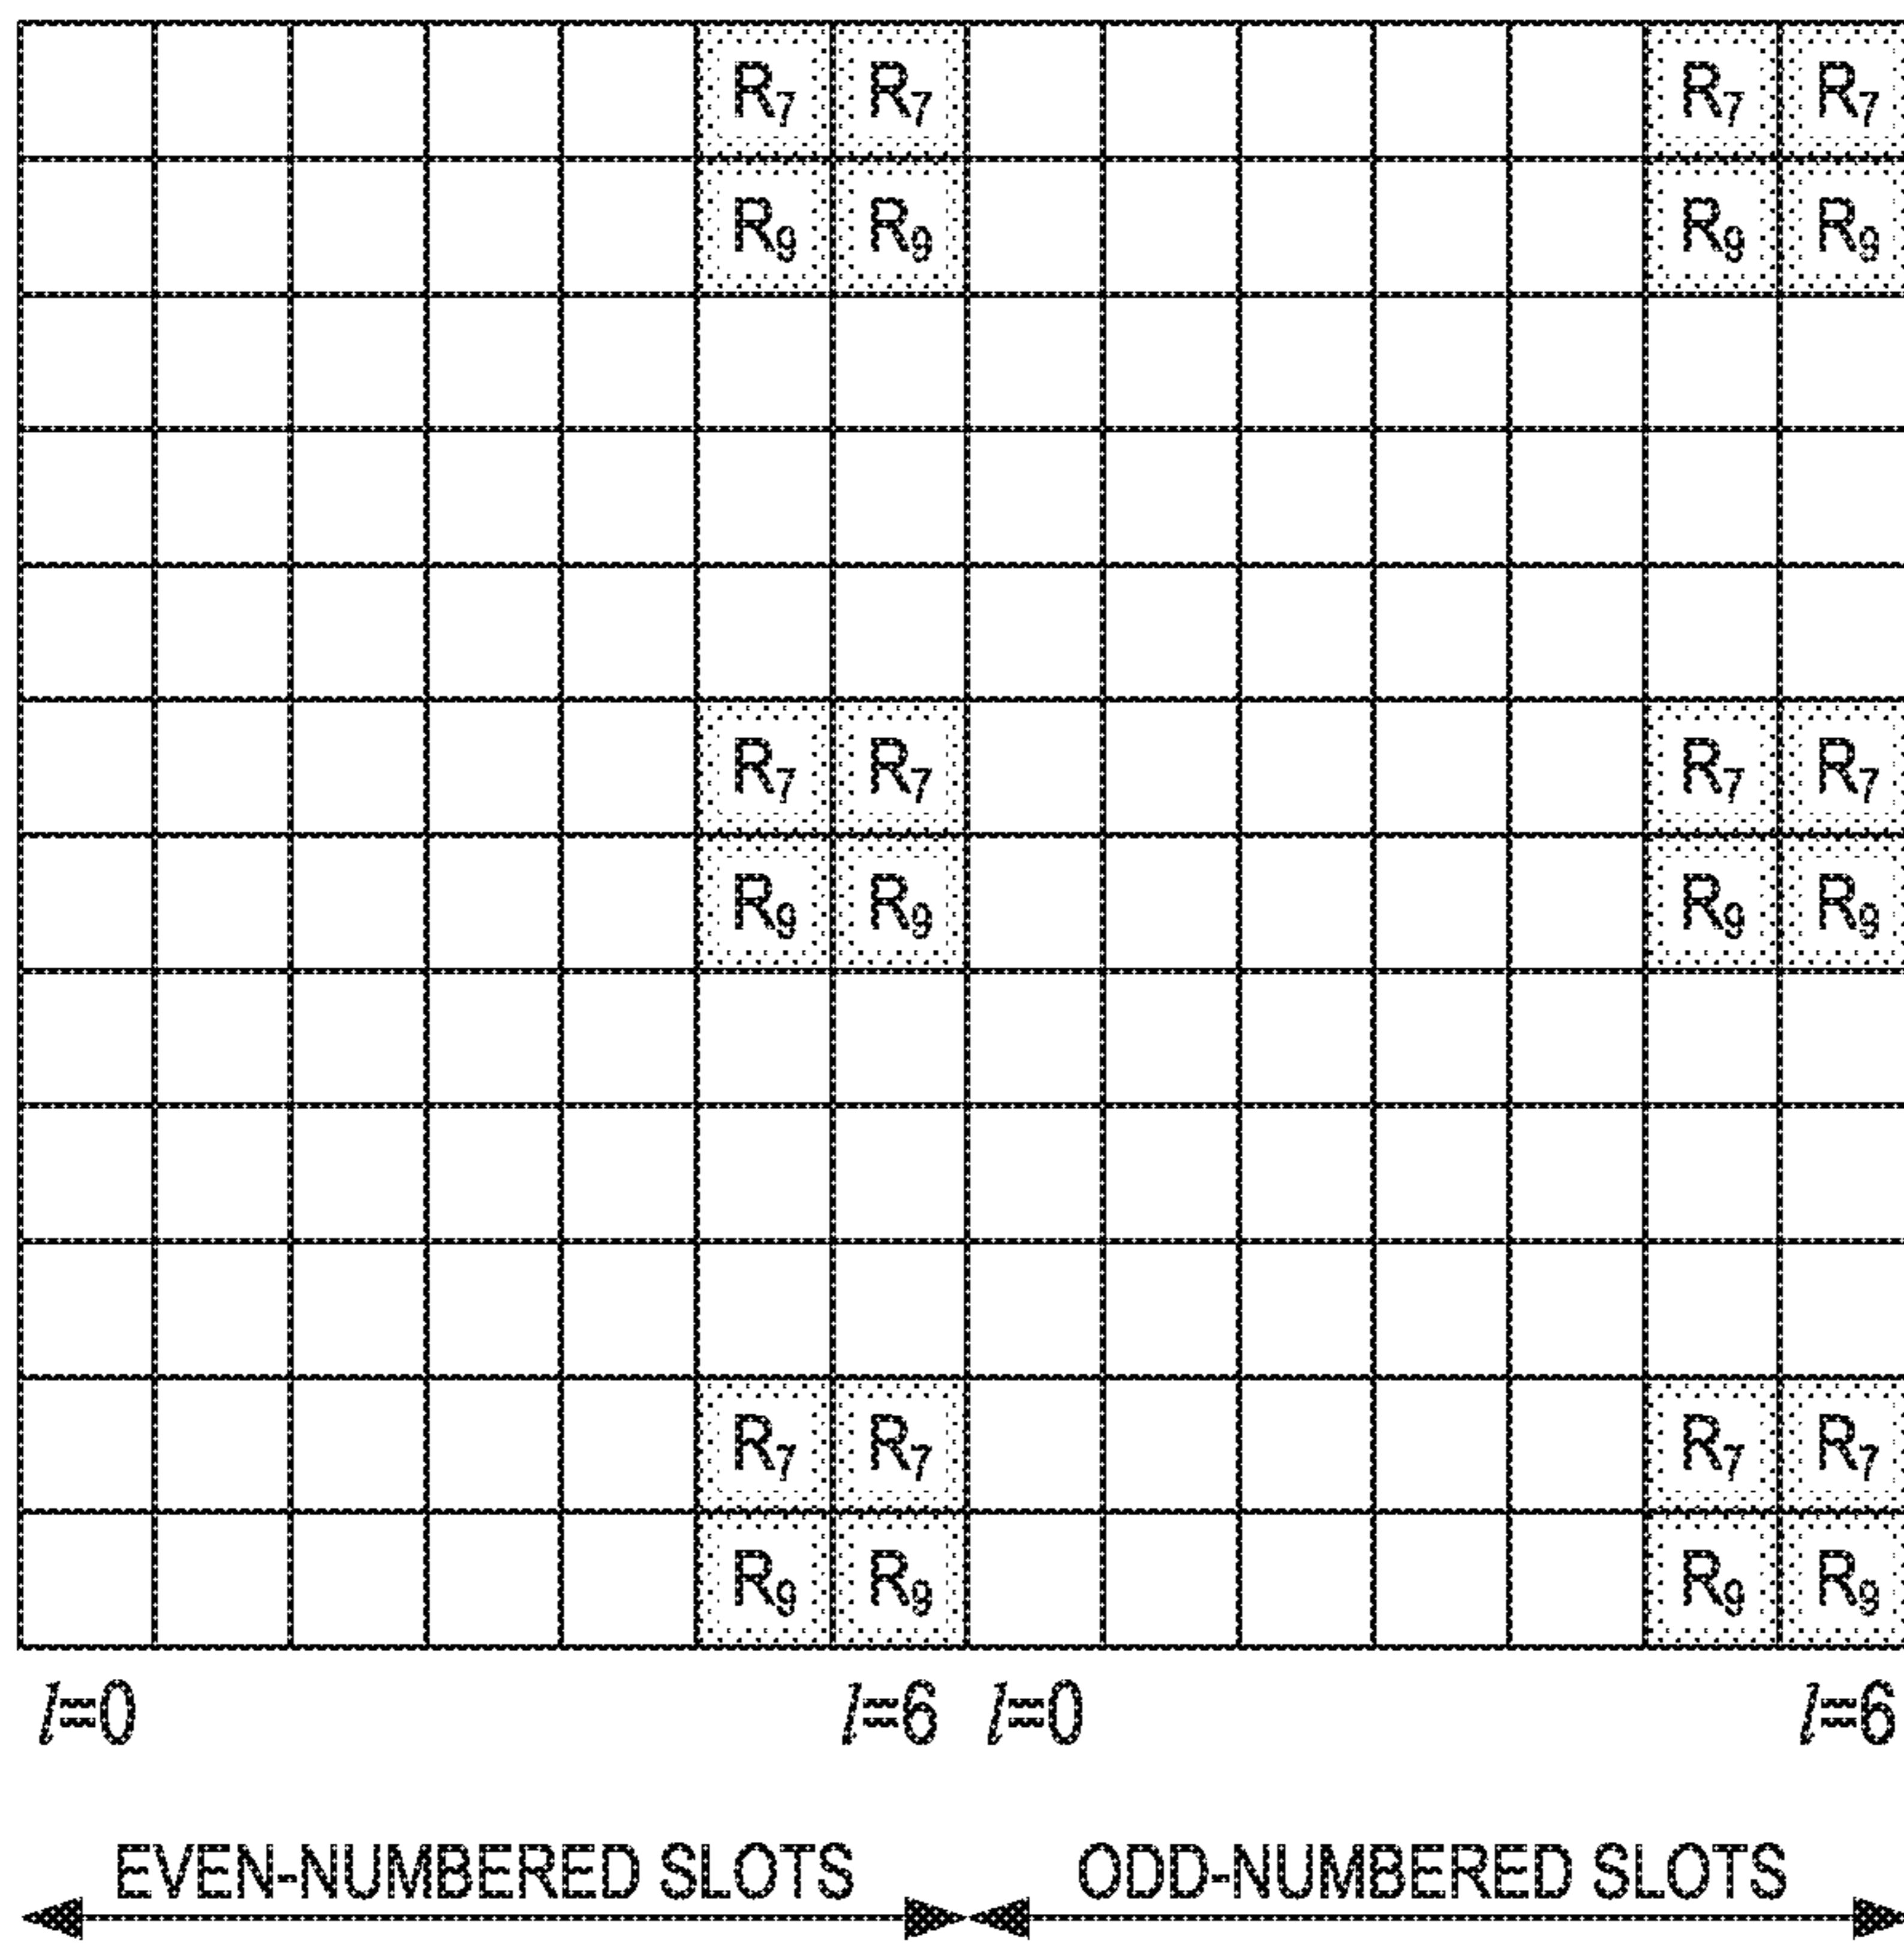 R₇ R₇ R₇ R₇
R₉ R₉ R₉ R₉
R₇ R₇ R₇ R₇
R₉ R₉ R₉ R₉
R₇ R₇ R₇ R₇
R₉ R₉ R₉ R₉
l=0 l=6 l=0 l=6
EVEN-NUMBERED SLOTS ODD-NUMBERED SLOTS